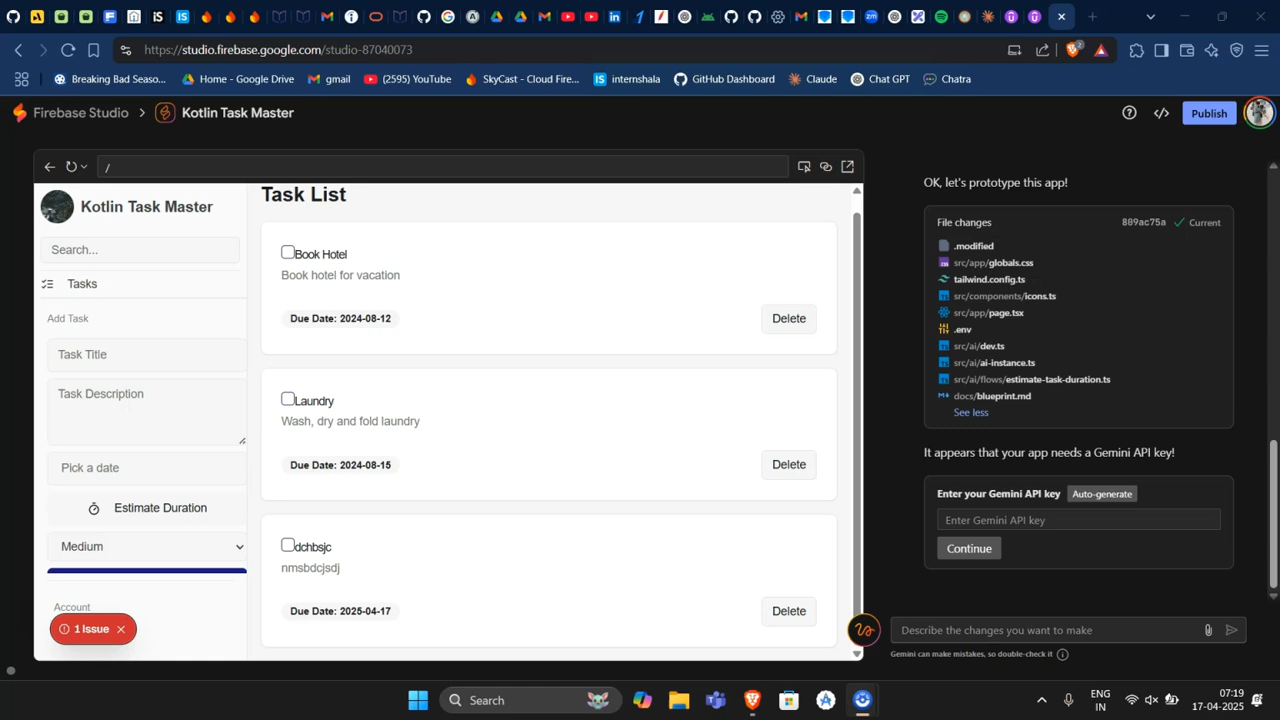 https://studio.firebase.google.com/studio-87040073
2
Breaking Bad Seaso...
Home - Google Drive
gmail
(2595) YouTube
SkyCast - Cloud Fire...
IS
internshala
GitHub Dashboard
Claude
Chat GPT
Chatra
Firebase Studio
Kotlin Task Master
Publish
/
Kotlin Task Master
Search...
Tasks
Add Task
Task Title
Task Description
Pick a date
Estimate Duration
Medium
Account
1 Issue
Task List
Book Hotel
Book hotel for vacation
Due Date: 2024-08-12
Delete
Laundry
Wash, dry and fold laundry
Due Date: 2024-08-15
Delete
dchbsjc
nmsbdcjsdj
Due Date: 2025-04-17
Delete
OK, let's prototype this app!
File changes
809ac75a
Current
.modified
src/app/globals.css
tailwind.config.ts
src/components/icons.ts
src/app/page.tsx
.env
src/ai/dev.ts
src/ai/ai-instance.ts
src/ai/flows/estimate-task-duration.ts
docs/blueprint.md
See less
It appears that your app needs a Gemini API key!
Enter your Gemini API key
Auto-generate
Enter Gemini API key
Continue
Describe the changes you want to make
Gemini can make mistakes, so double-check it
Search
ENG
IN
07:19
17-04-2025